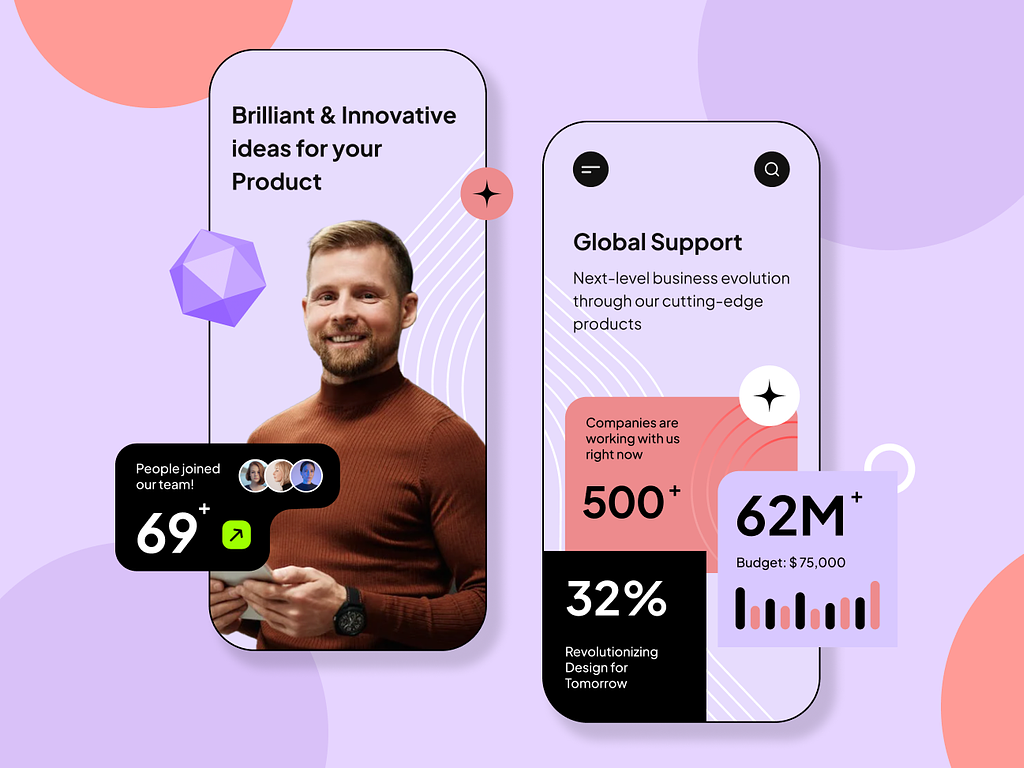 Brilliant & Innovative
ideas for your
Product
People joined
our team!
69+
Global Support
Next-level business evolution
through our cutting-edge
products
Companies are
working with us
right now
500+
62M+
Budget: $75,000
32%
Revolutionizing
Design for
Tomorrow